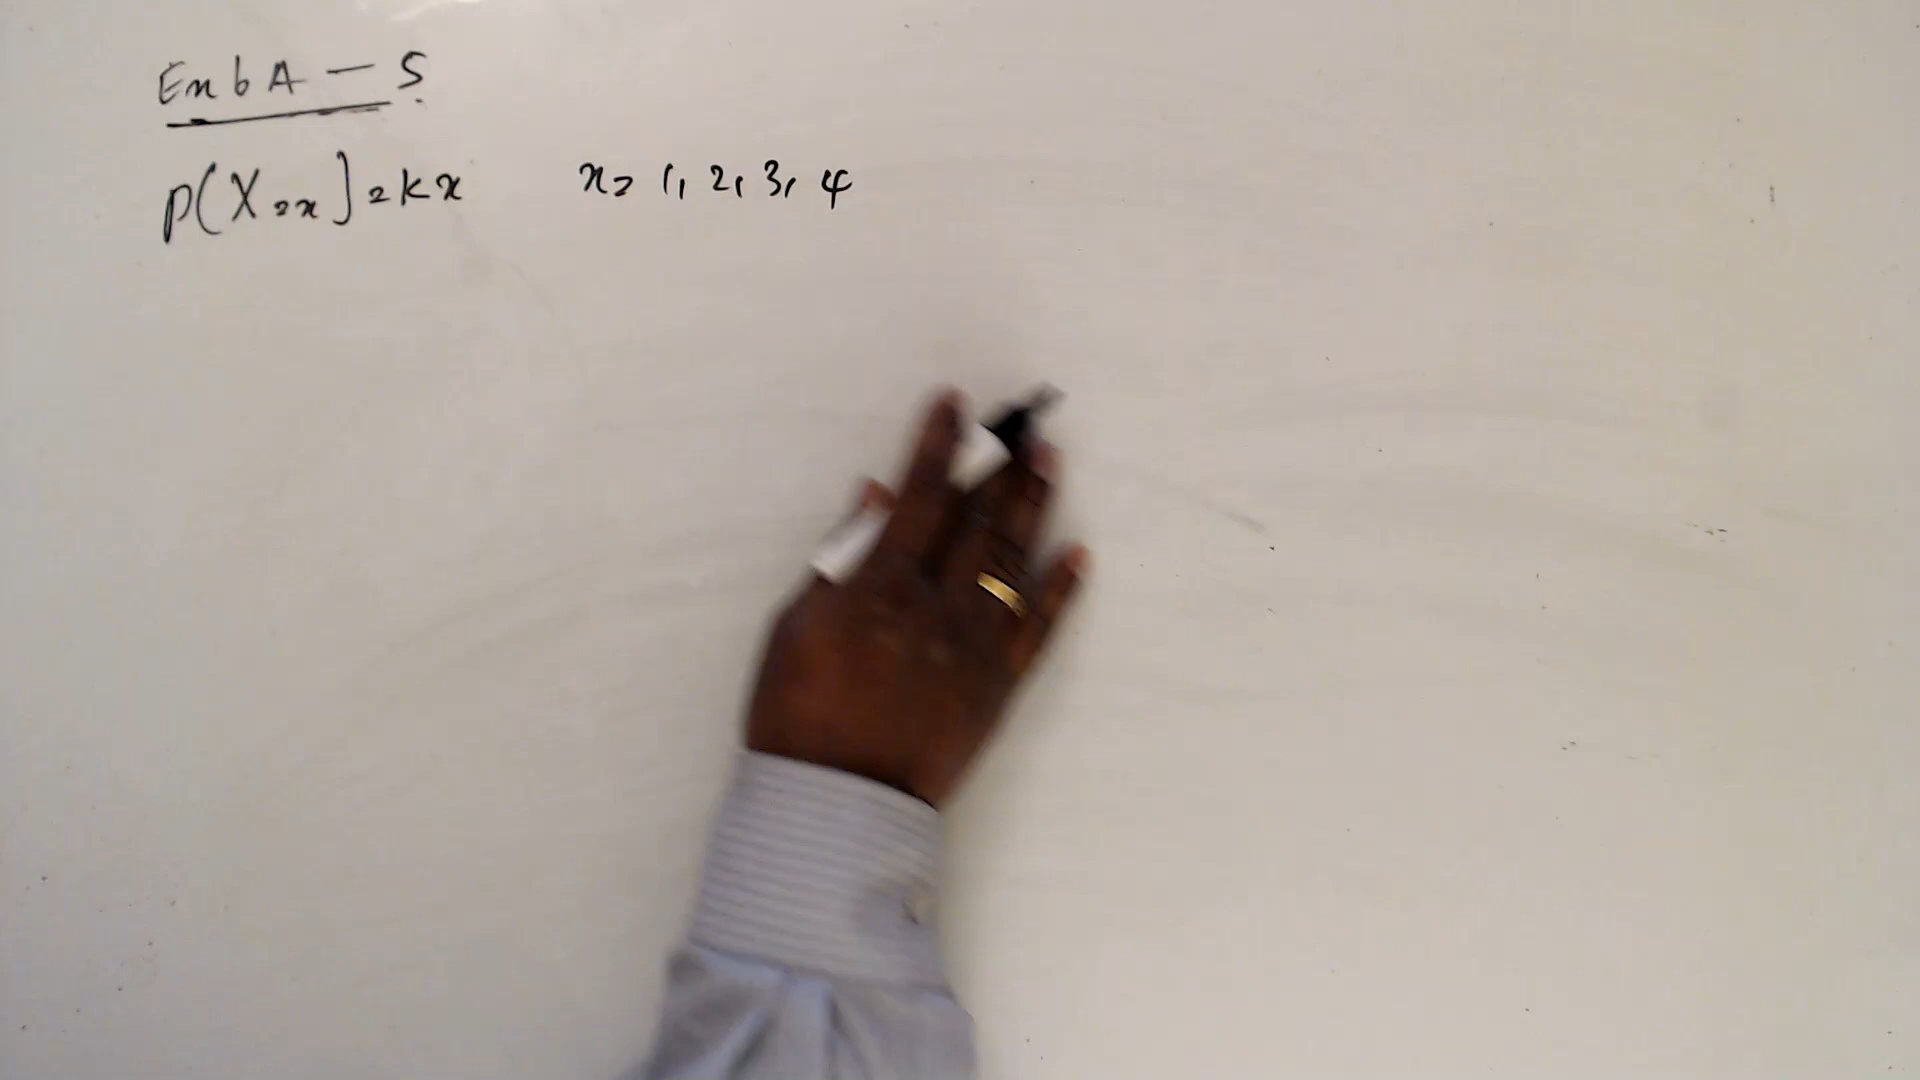 Ex 6A - 5.
P(X=x) = kx x = 1, 2, 3, 4